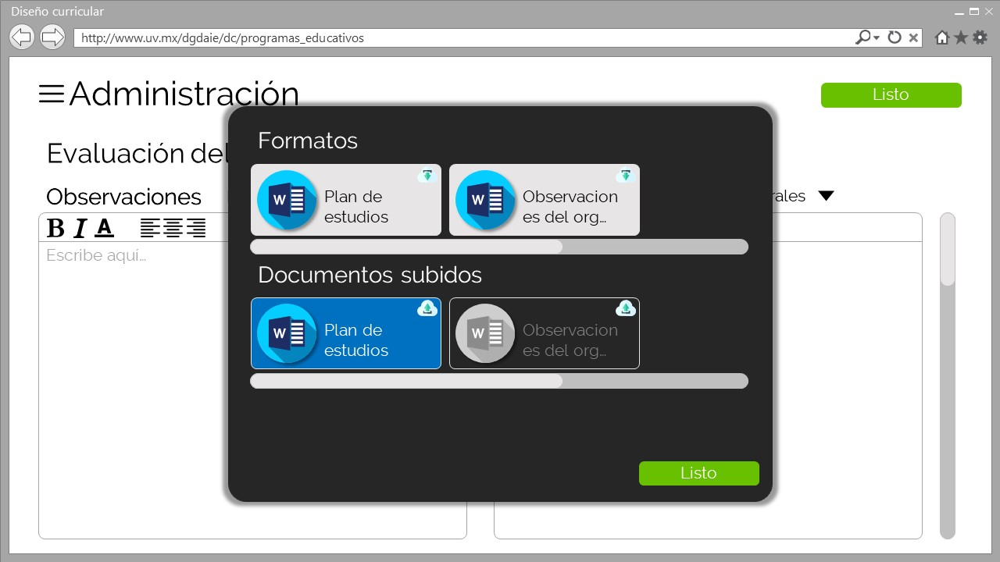 Diseño curricular
http://www.uv.mx/dgdaie/dc/programas_educativos
Administración
Listo
Evaluación del
Observaciones
rales
B I A
Escribe aquí...
Formatos
W
Plan de
estudios
W
Observacion
es del org...
Documentos subidos
W
Plan de
estudios
W
Observacion
es del org...
Listo